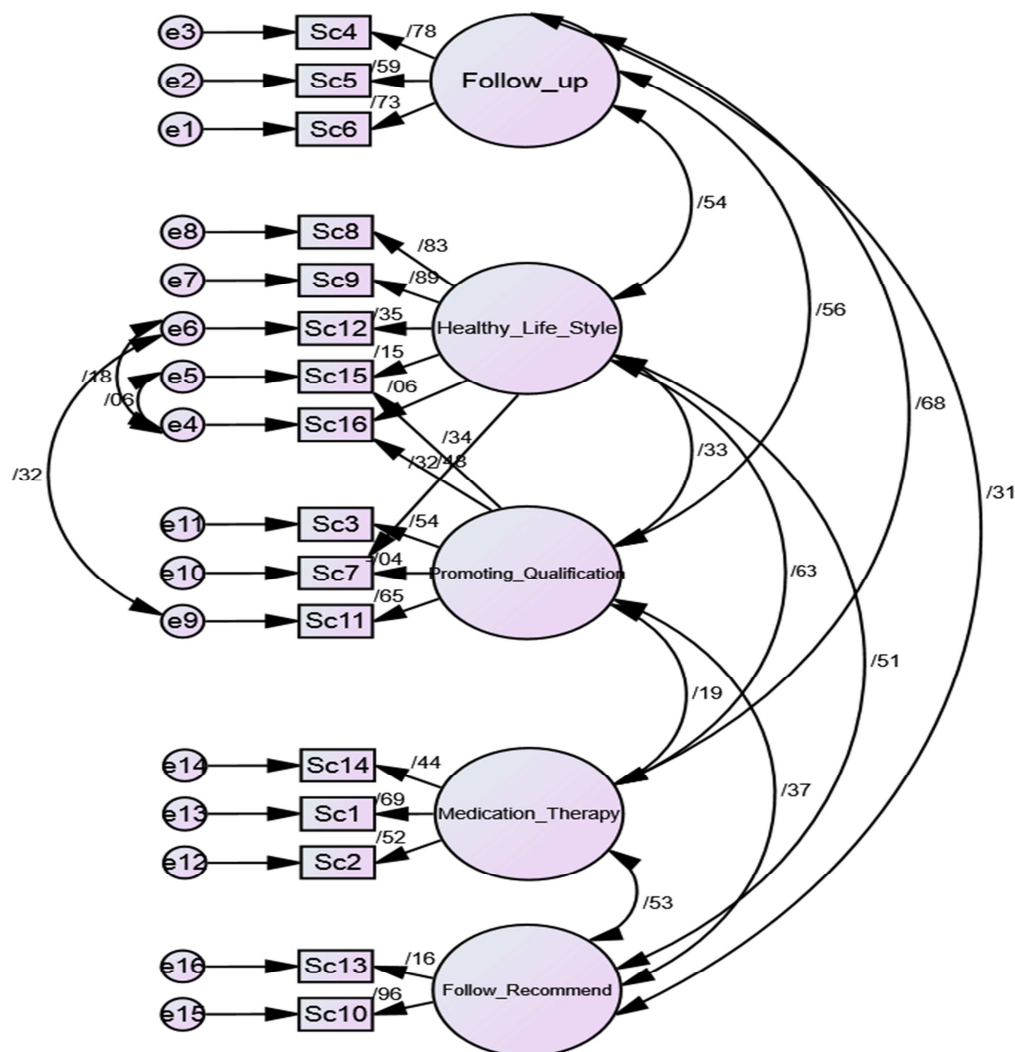 e3 Sc4 /78
e2 Sc5 /59 Follow_up
e1 Sc6 /73
/54
e8 Sc8 /83
e7 Sc9 /89
/56
e6 Sc12 /35 Healthy_Life_Style
e5 Sc15 /15
/18
/06 /06
e4 Sc16
/68
/34
/33
/32 /48
/32
/31
e11 Sc3 /54
e10 Sc7 -/04 Promoting_Qualification
/63
e9 Sc11 /65
/51
/19
e14 Sc14 /44
/37
e13 Sc1 /69 Medication_Therapy
e12 Sc2 /52
/53
e16 Sc13 /16
Follow_Recommend
e15 Sc10 /96